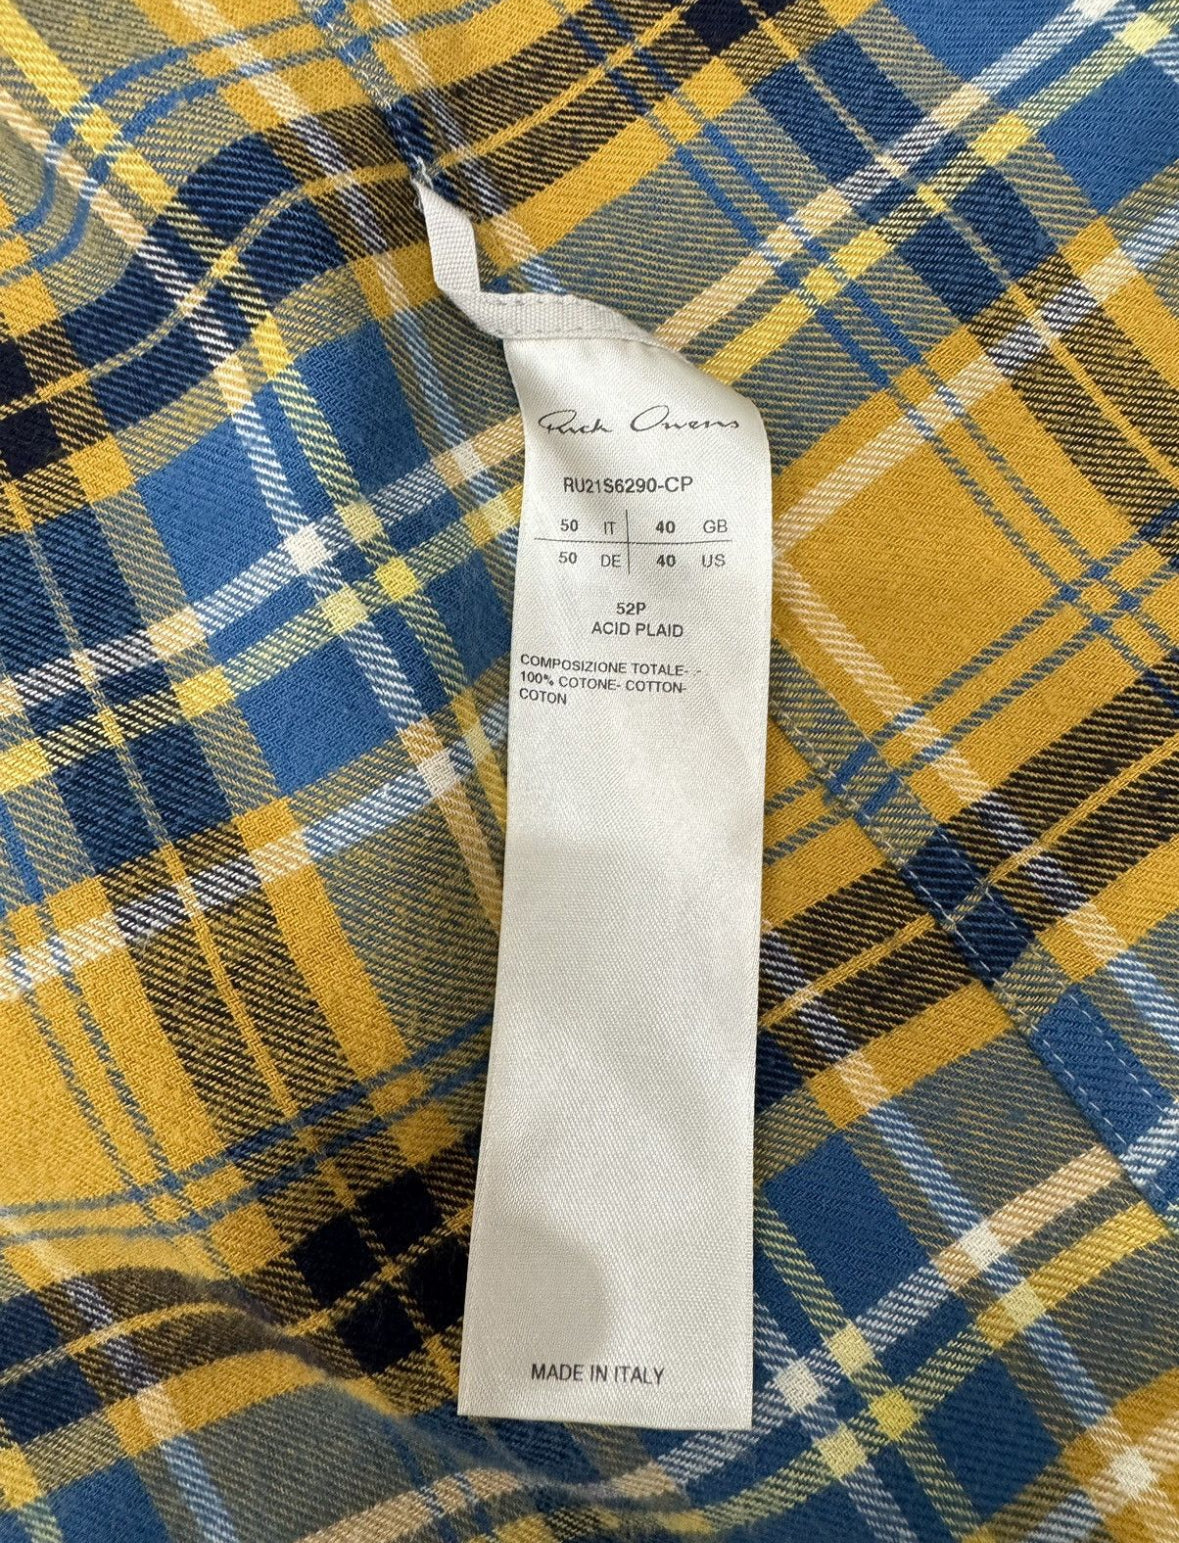 Rick Owens
RU21S6290-CP
50 IT 40 GB
50 DE 40 US
52P
ACID PLAID
COMPOSIZIONE TOTALE- -
100% COTONE- COTTON-
COTON
MADE IN ITALY